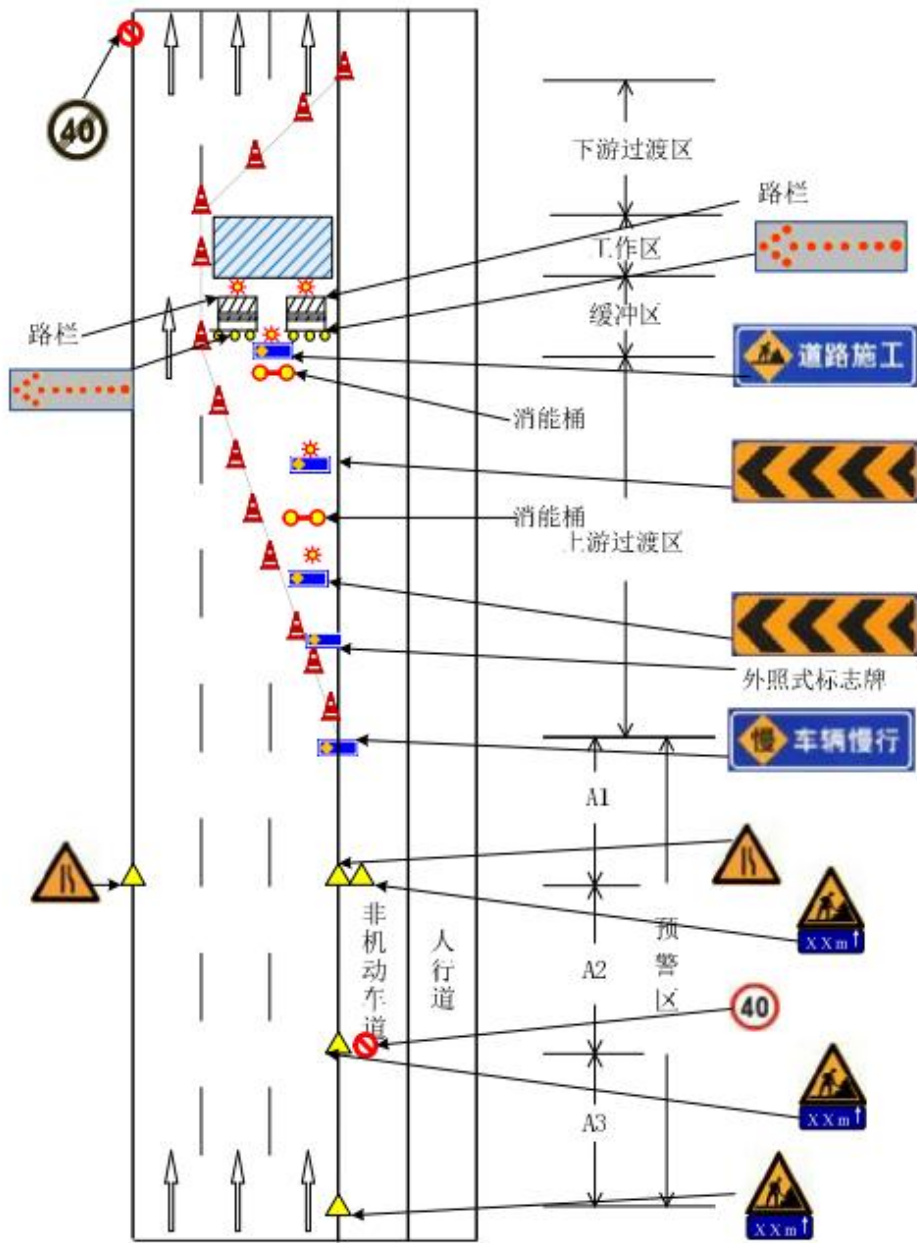 40
下游过渡区
路栏
工作区
缓冲区
路栏
道路施工
消能桶
消能桶
上游过渡区
外照式标志牌
慢 车辆慢行
A1
非机动车道
人行道
预警区
XXm
A2
40
XXm
A3
XXm